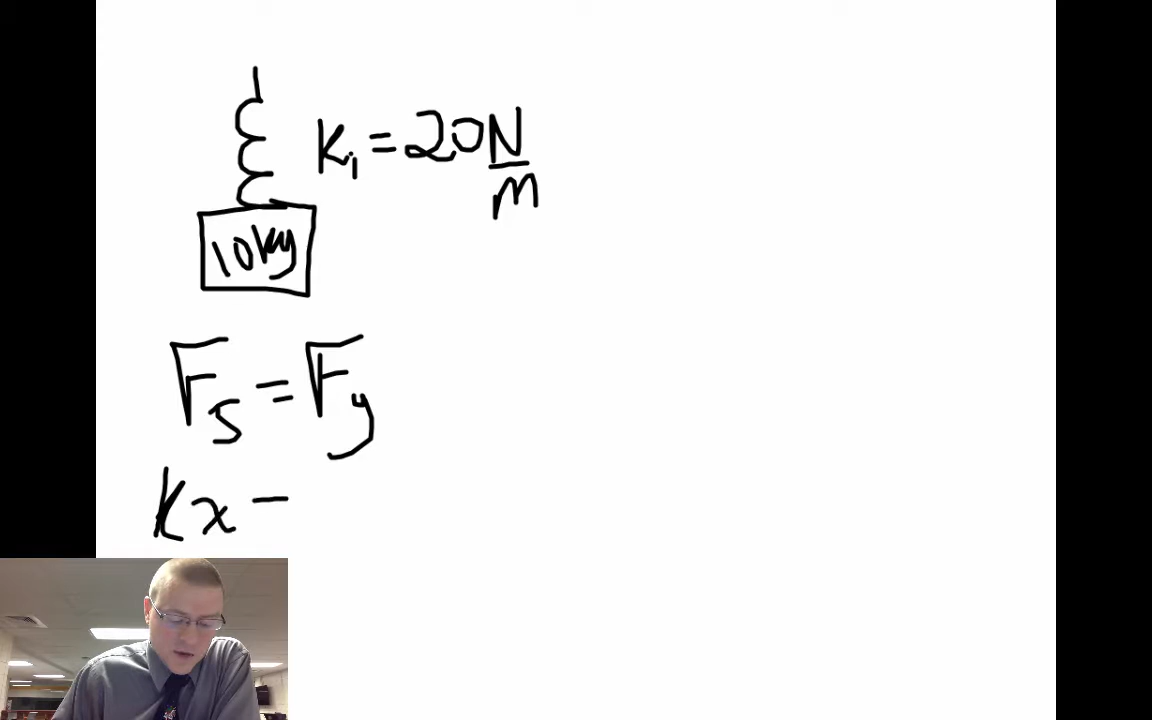 K₁ = 20 N/m
10kg
Fs = Fg
Kx =